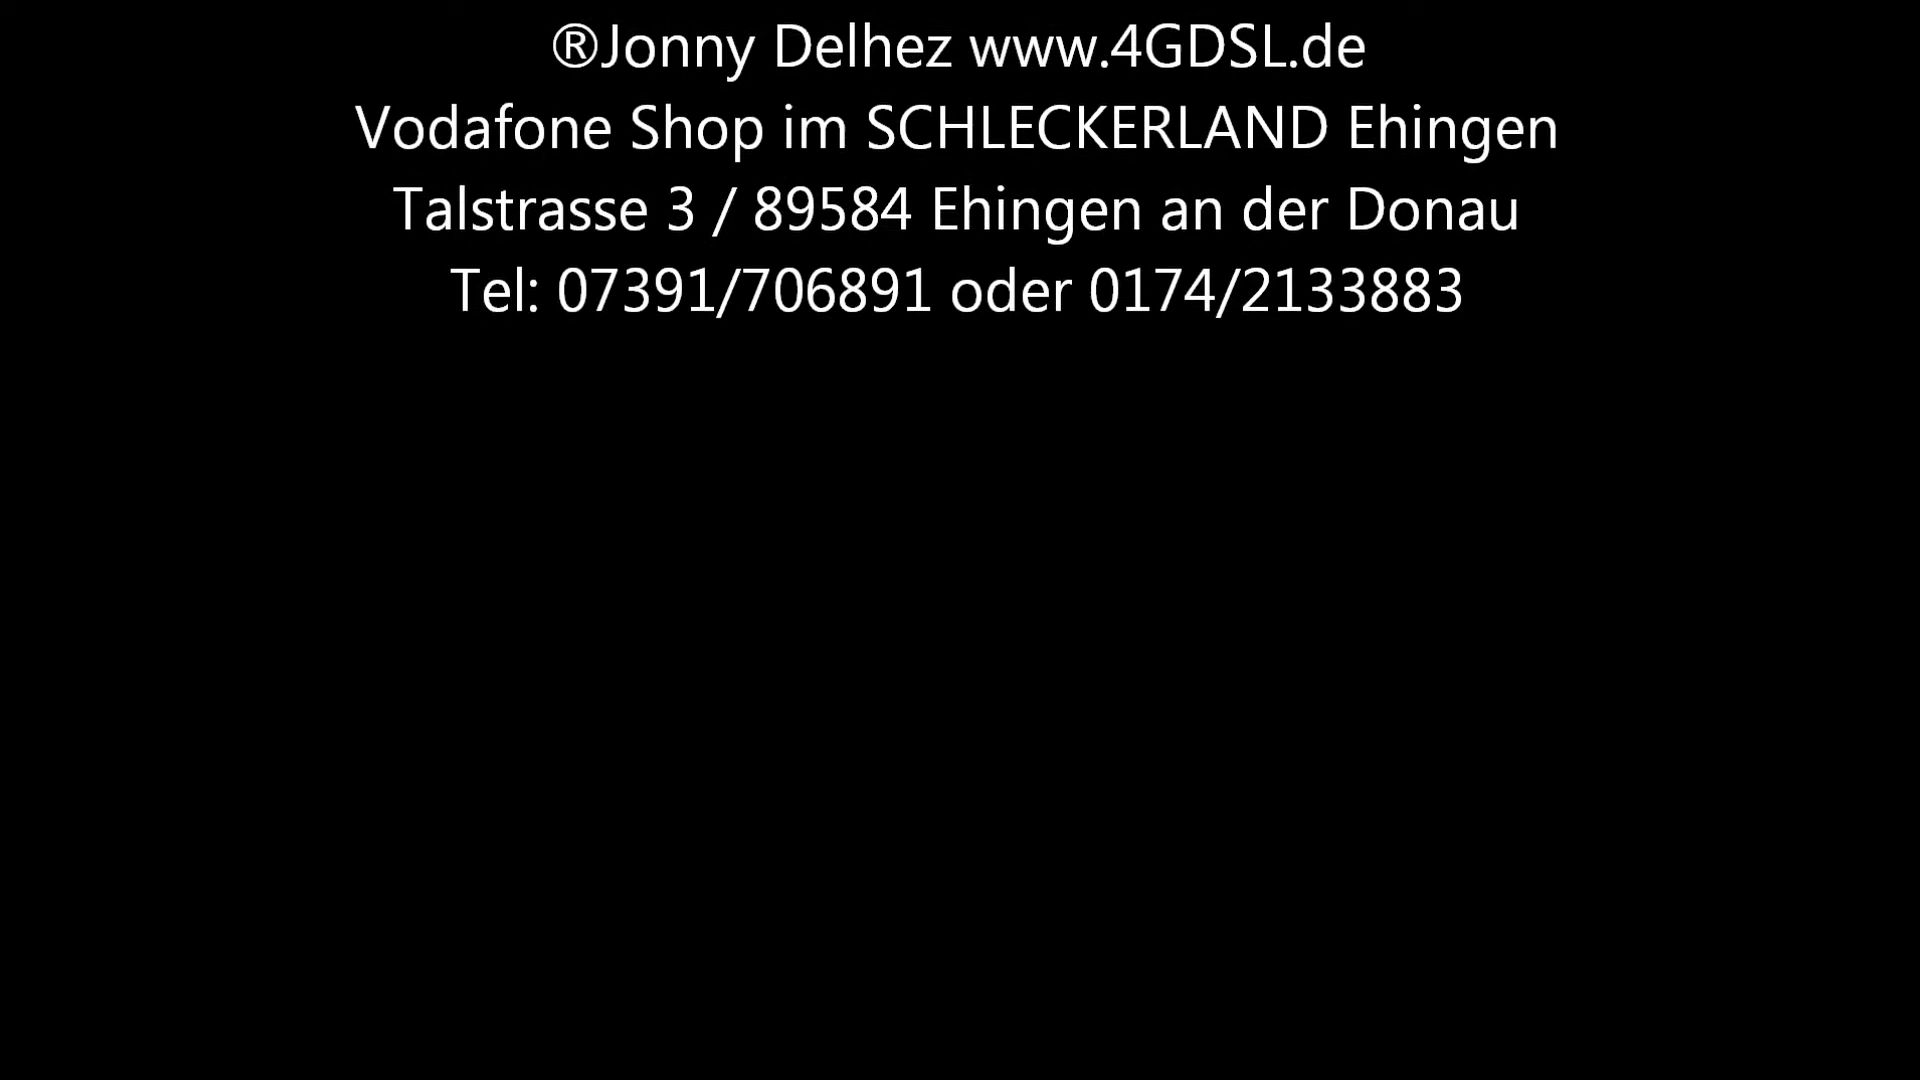 ®Jonny Delhez www.4GDSL.de
Vodafone Shop im SCHLECKERLAND Ehingen
Talstrasse 3 / 89584 Ehingen an der Donau
Tel: 07391/706891 oder 0174/2133883